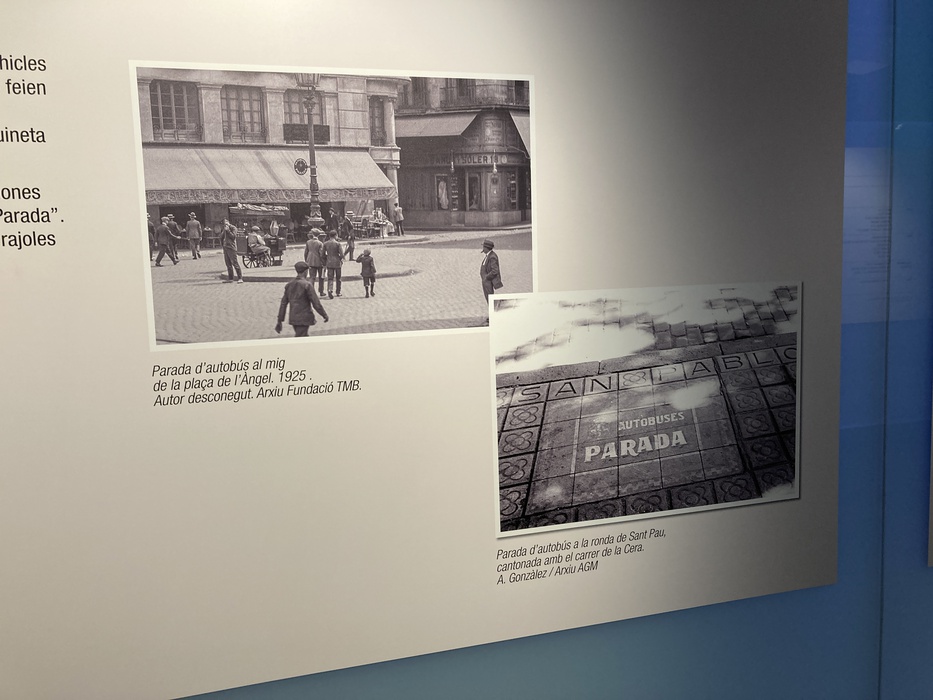 hicles
feien
uineta
ones
Parada”.
rajoles
SOLER
Parada d’autobús al mig
de la plaça de l’Àngel. 1925 .
Autor desconegut. Arxiu Fundació TMB.
SAN PABLO
AUTOBUSES
PARADA
Parada d’autobús a la ronda de Sant Pau,
cantonada amb el carrer de la Cera.
A. Gonzàlez / Arxiu AGM